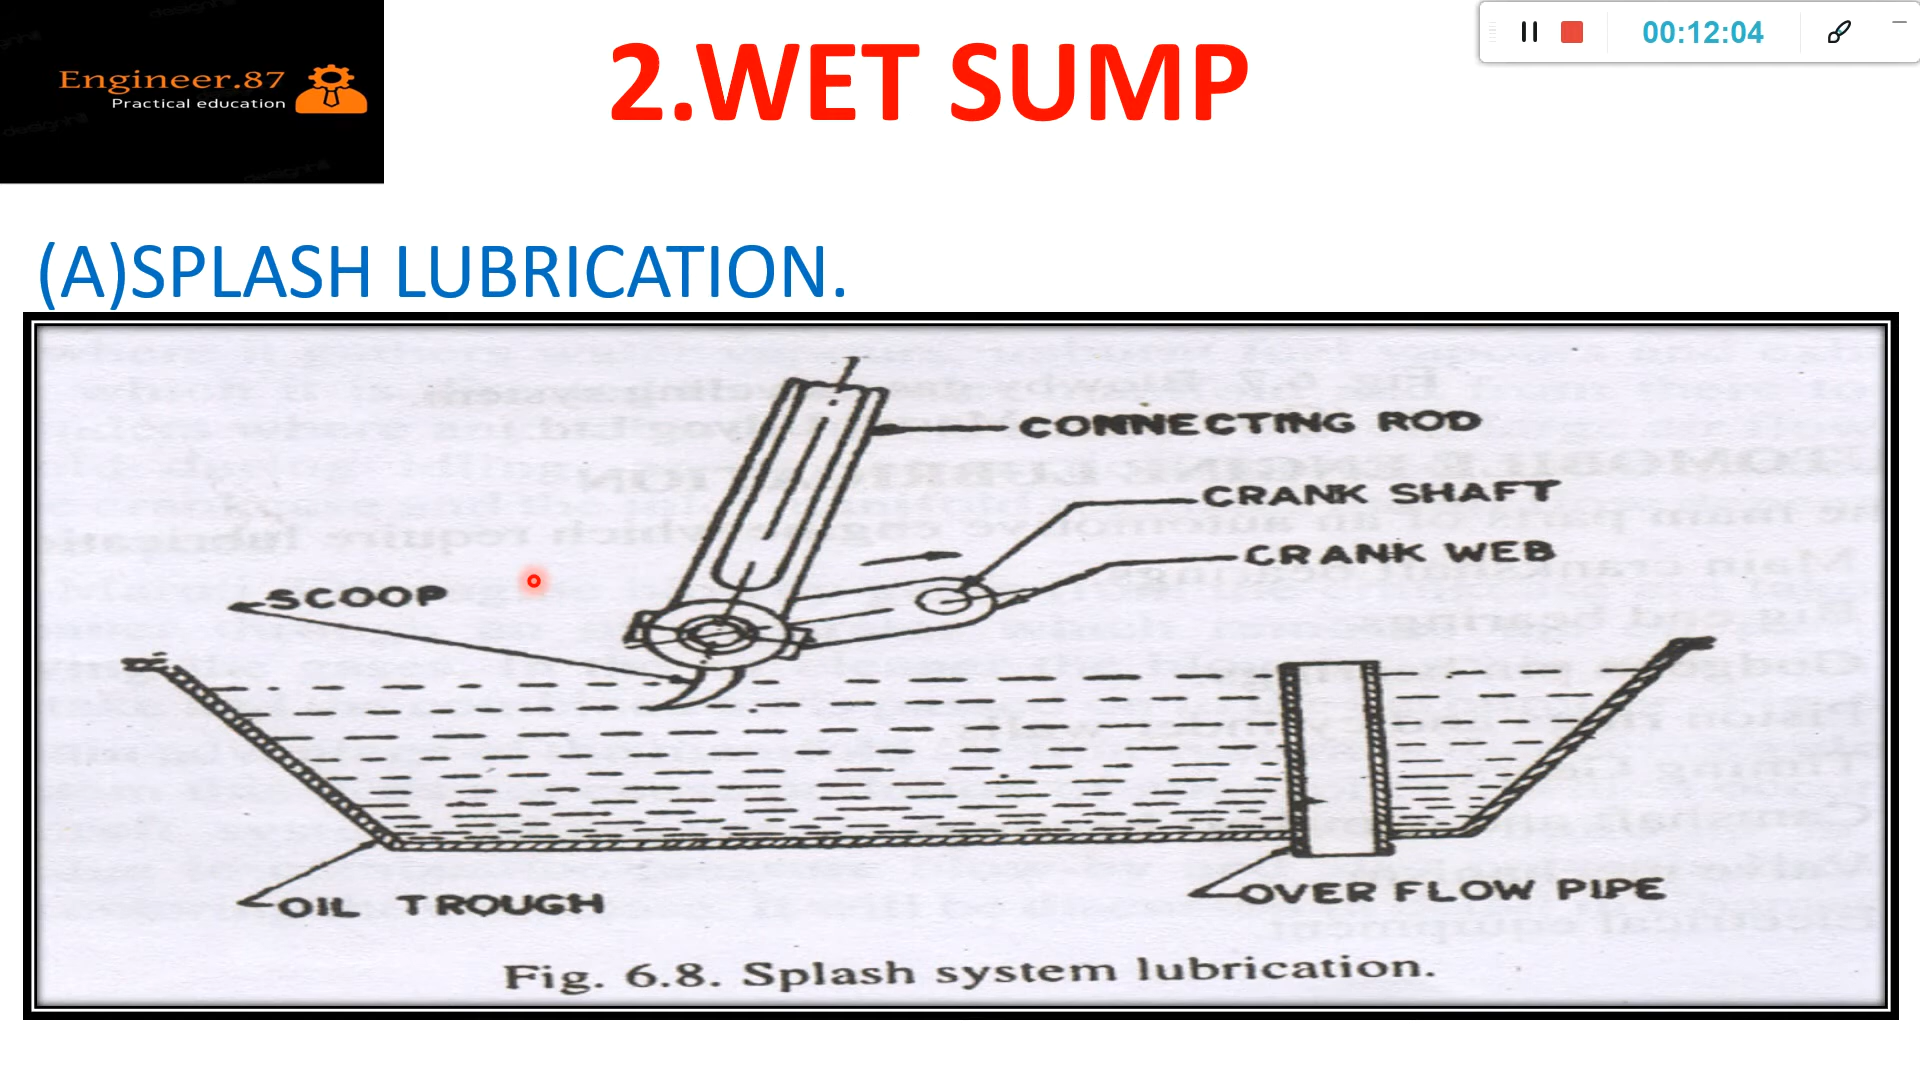 Engineer.87
Practical education
2.WET SUMP
00:12:04
(A)SPLASH LUBRICATION.
CONNECTING ROD
CRANK SHAFT
CRANK WEB
SCOOP
OIL TROUGH
OVER FLOW PIPE
Fig. 6.8. Splash system lubrication.